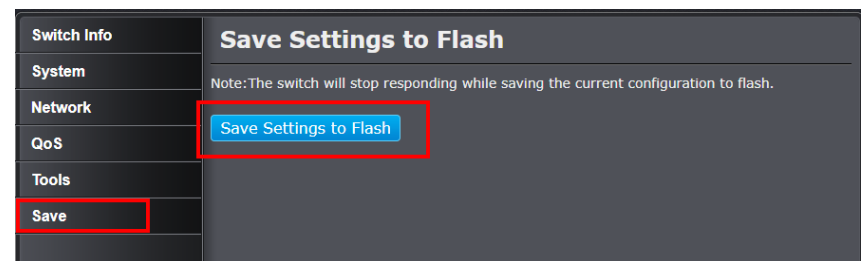 Switch Info
System
Network
QoS
Tools
Save
Save Settings to Flash
Note:The switch will stop responding while saving the current configuration to flash.
Save Settings to Flash